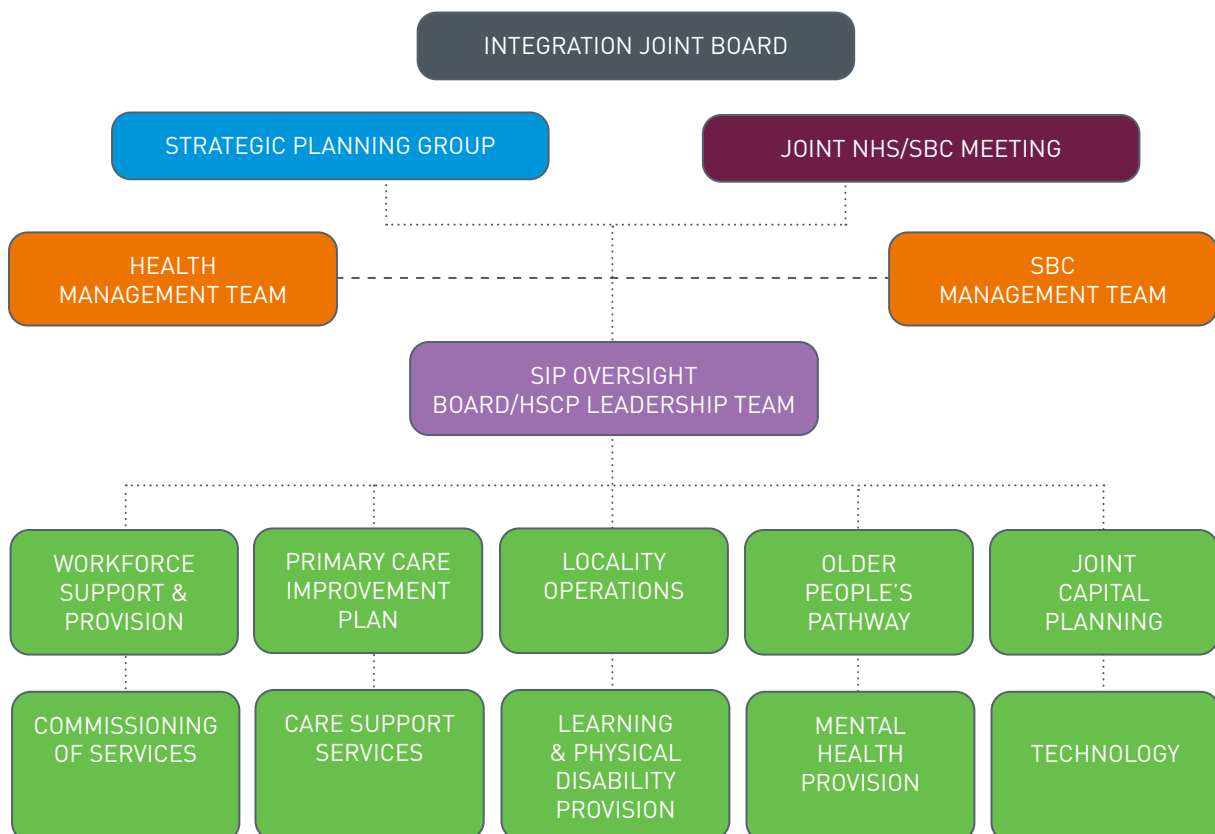 INTEGRATION JOINT BOARD
STRATEGIC PLANNING GROUP
JOINT NHS/SBC MEETING
HEALTH
MANAGEMENT TEAM
SBC
MANAGEMENT TEAM
SIP OVERSIGHT
BOARD/HSCP LEADERSHIP TEAM
WORKFORCE
SUPPORT &
PROVISION
PRIMARY CARE
IMPROVEMENT
PLAN
LOCALITY
OPERATIONS
OLDER
PEOPLE’S
PATHWAY
JOINT
CAPITAL
PLANNING
COMMISSIONING
OF SERVICES
CARE SUPPORT
SERVICES
LEARNING
& PHYSICAL
DISABILITY
PROVISION
MENTAL
HEALTH
PROVISION
TECHNOLOGY